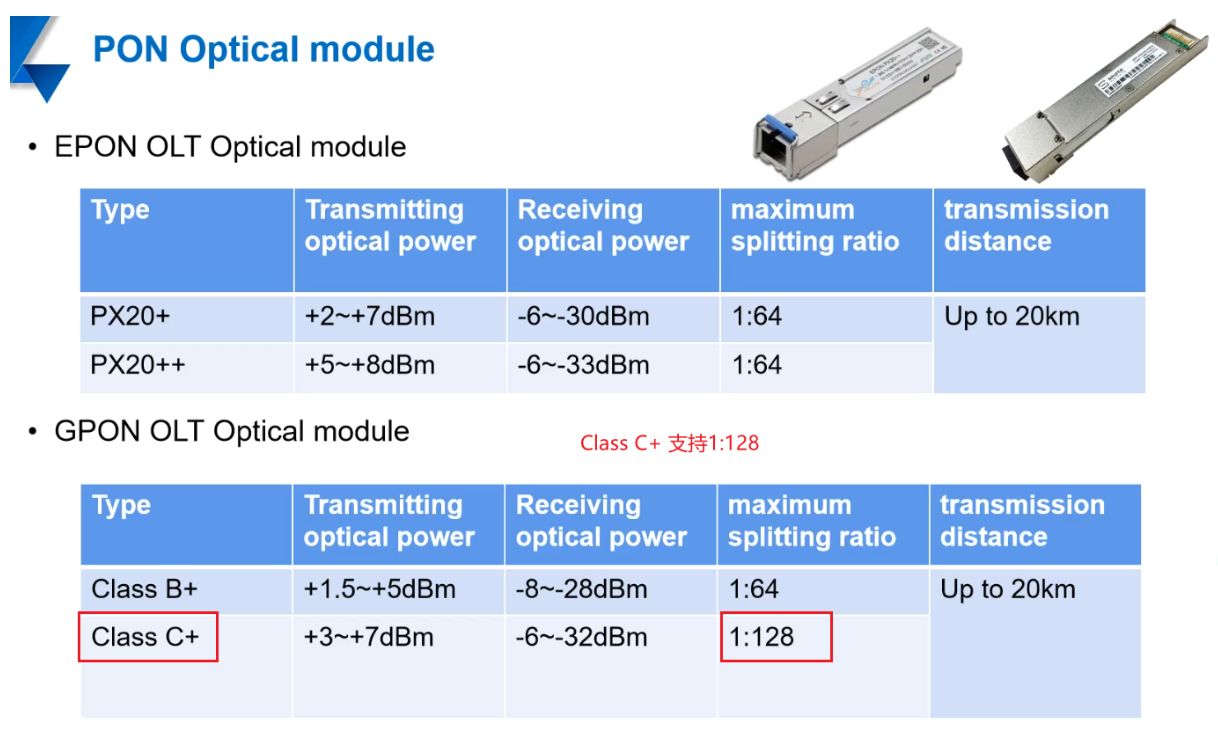 PON Optical module
• EPON OLT Optical module
Type
Transmitting
optical power
Receiving
optical power
maximum
splitting ratio
transmission
distance
PX20+
+2~+7dBm
-6~-30dBm
1:64
Up to 20km
PX20++
+5~+8dBm
-6~-33dBm
1:64
• GPON OLT Optical module
Class C+ 支持1:128
Type
Transmitting
optical power
Receiving
optical power
maximum
splitting ratio
transmission
distance
Class B+
+1.5~+5dBm
-8~-28dBm
1:64
Up to 20km
Class C+
+3~+7dBm
-6~-32dBm
1:128